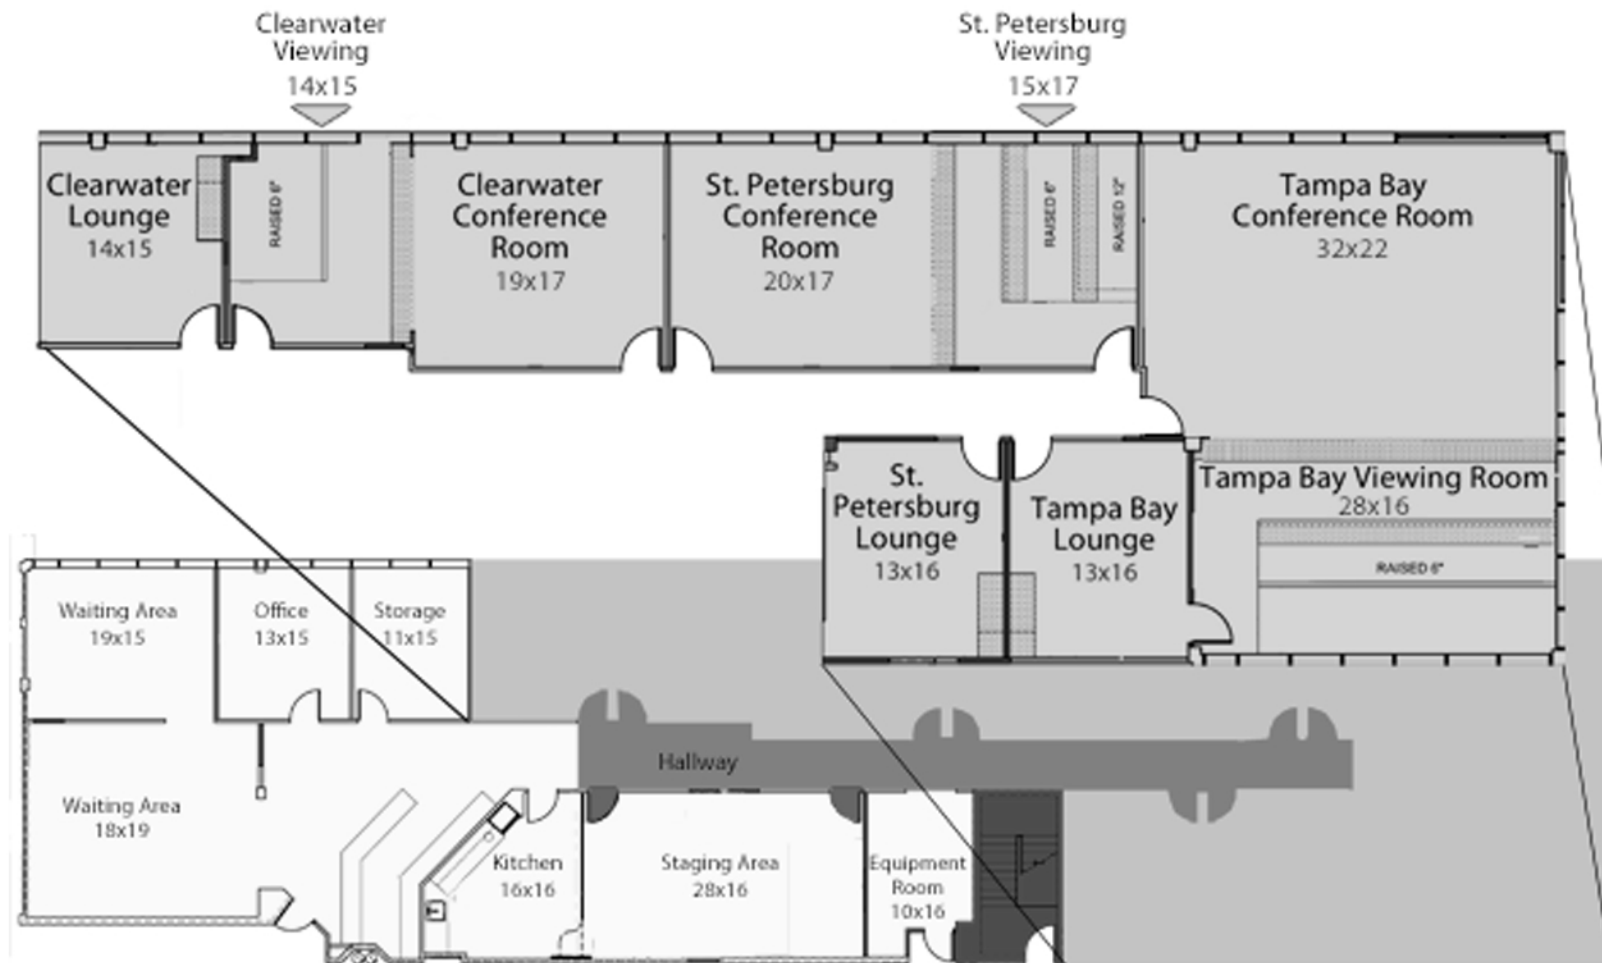 Clearwater
Viewing
14x15
St. Petersburg
Viewing
15x17
Clearwater
Lounge
14x15
RAISED 6"
Clearwater
Conference
Room
19x17
St. Petersburg
Conference
Room
20x17
RAISED 6"
RAISED 12"
Tampa Bay
Conference Room
32x22
St.
Petersburg
Lounge
13x16
Tampa Bay
Lounge
13x16
Tampa Bay Viewing Room
28x16
RAISED 6"
Waiting Area
19x15
Office
13x15
Storage
11x15
Hallway
Waiting Area
18x19
Kitchen
16x16
Staging Area
28x16
Equipment
Room
10x16